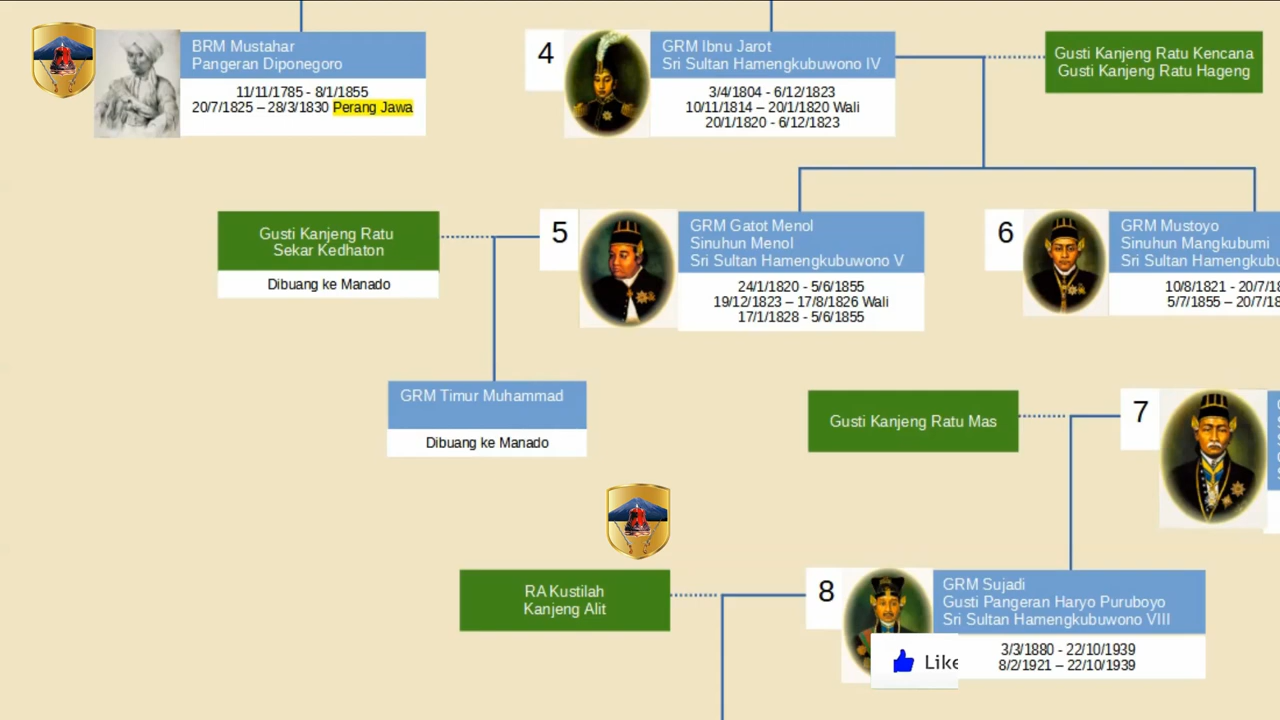 BRM Mustahar
Pangeran Diponegoro
11/11/1785 - 8/1/1855
20/7/1825 – 28/3/1830 Perang Jawa
4
GRM Ibnu Jarot
Sri Sultan Hamengkubuwono IV
3/4/1804 - 6/12/1823
10/11/1814 – 20/1/1820 Wali
20/1/1820 - 6/12/1823
Gusti Kanjeng Ratu Kencana
Gusti Kanjeng Ratu Hageng
Gusti Kanjeng Ratu
Sekar Kedhaton
Dibuang ke Manado
5
GRM Gatot Menol
Sinuhun Menol
Sri Sultan Hamengkubuwono V
24/1/1820 - 5/6/1855
19/12/1823 – 17/8/1826 Wali
17/1/1828 - 5/6/1855
6
GRM Mustoyo
Sinuhun Mangkubumi
Sri Sultan
10/8/1821 -
5/7/1855 –
GRM Timur Muhammad
Dibuang ke Manado
Gusti Kanjeng Ratu Mas
7
RA Kustilah
Kanjeng Alit
8
GRM Sujadi
Gusti Pangeran Haryo Puruboyo
Sri Sultan Hamengkubuwono VIII
3/3/1880 - 22/10/1939
8/2/1921 – 22/10/1939
Like